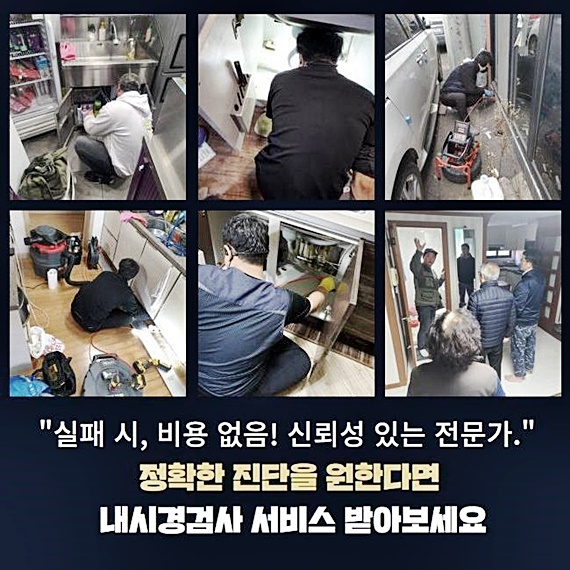 "실패 시, 비용 없음! 신뢰성 있는 전문가."
정확한 진단을 원한다면
내시경검사 서비스 받아보세요